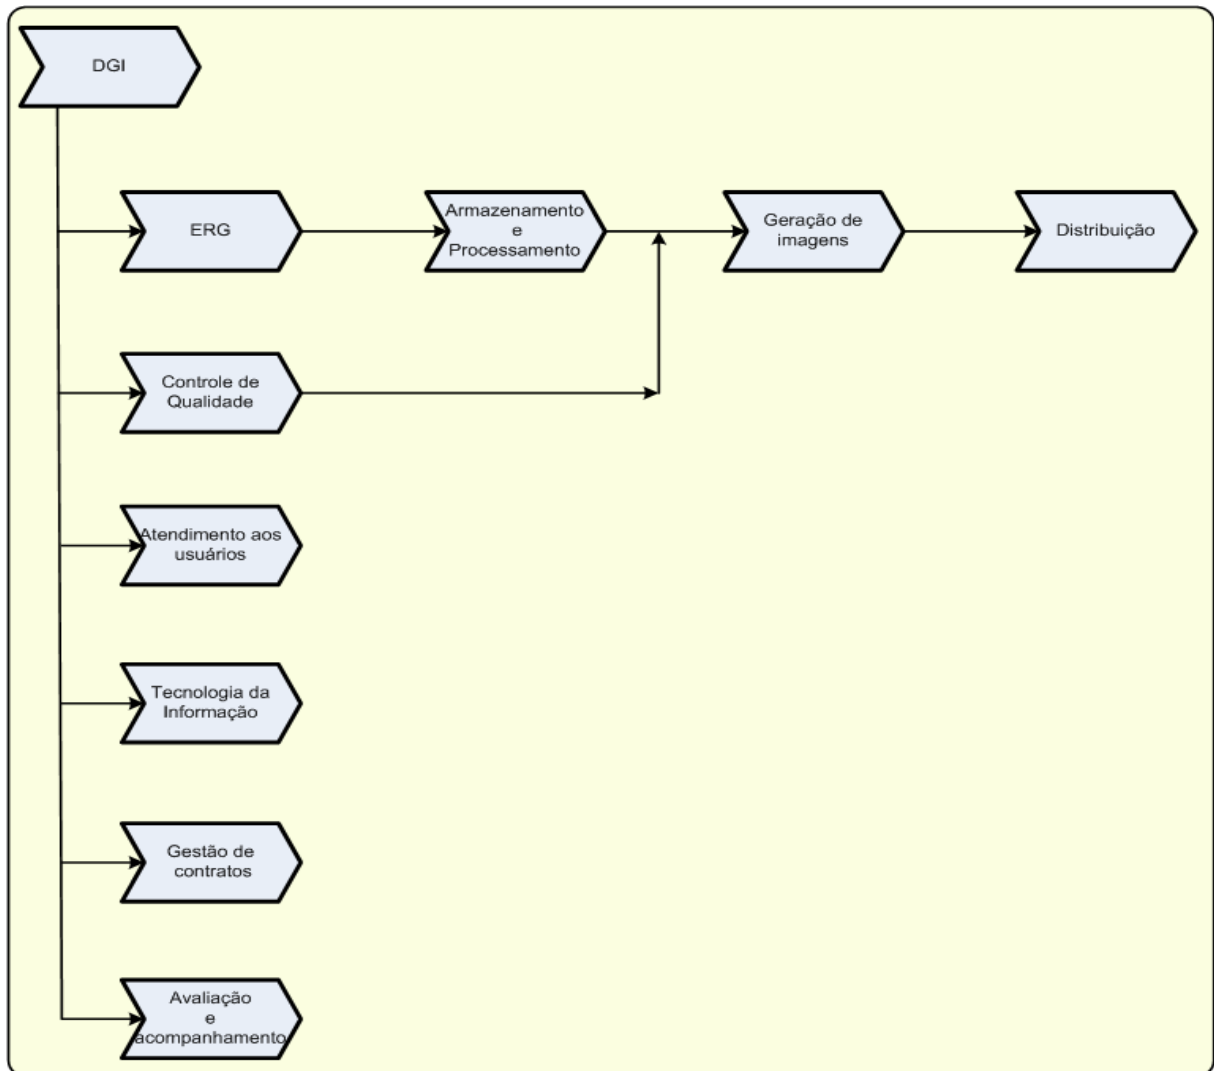 DGI
ERG
Armazenamento
e
Processamento
Geração de
imagens
Distribuição
Controle de
Qualidade
Atendimento aos
usuários
Tecnologia da
Informação
Gestão de
contratos
Avaliação
e
acompanhamento